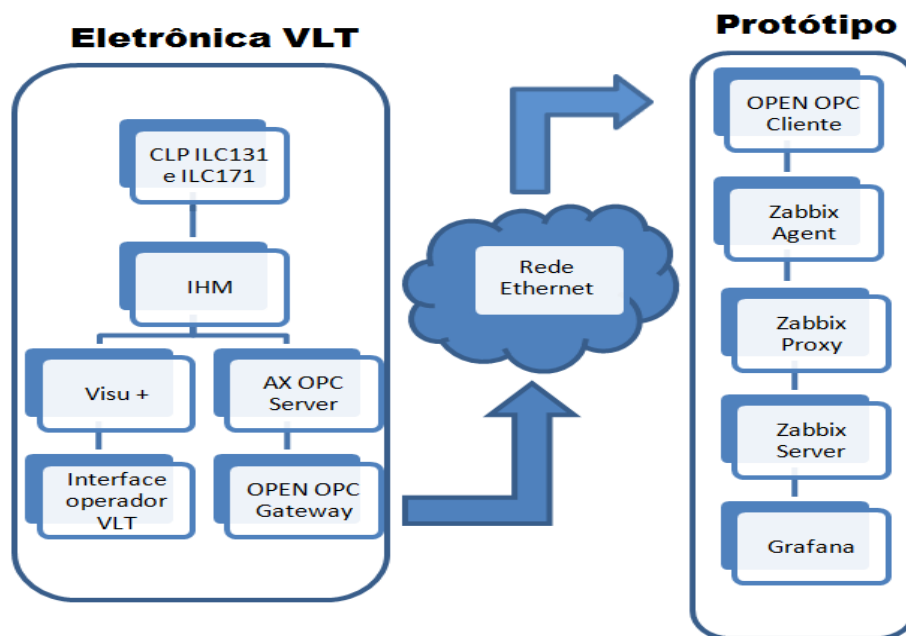 Eletrônica VLT
CLP ILC131
e ILC171
IHM
Visu +
AX OPC
Server
Interface
operador
VLT
OPEN OPC
Gateway
Rede
Ethernet
Protótipo
OPEN OPC
Cliente
Zabbix
Agent
Zabbix
Proxy
Zabbix
Server
Grafana